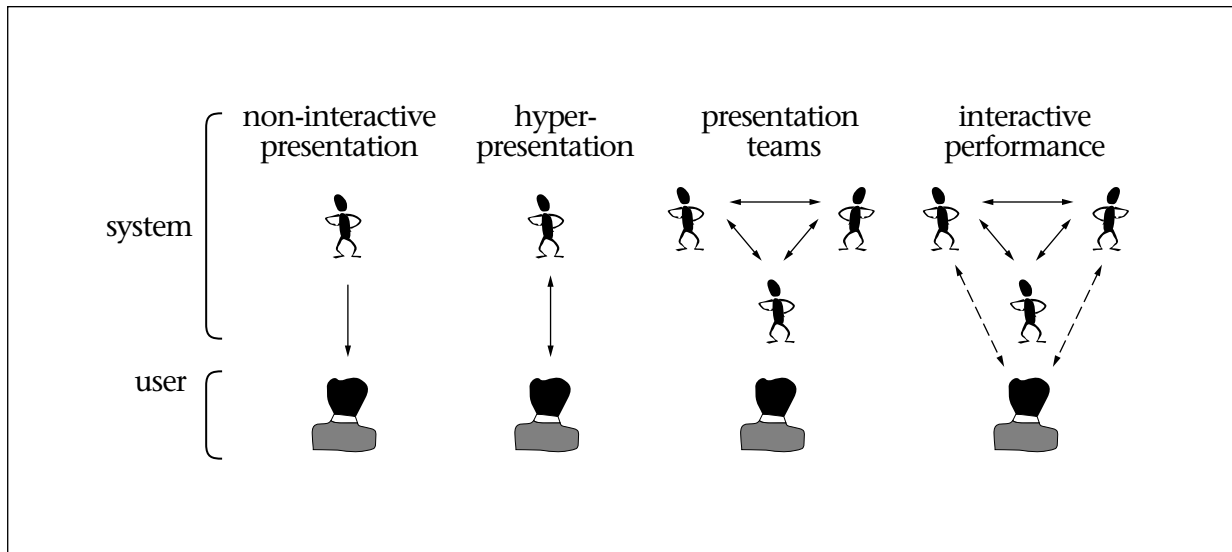 non-interactive
presentation
hyper-
presentation
presentation
teams
interactive
performance
system
user